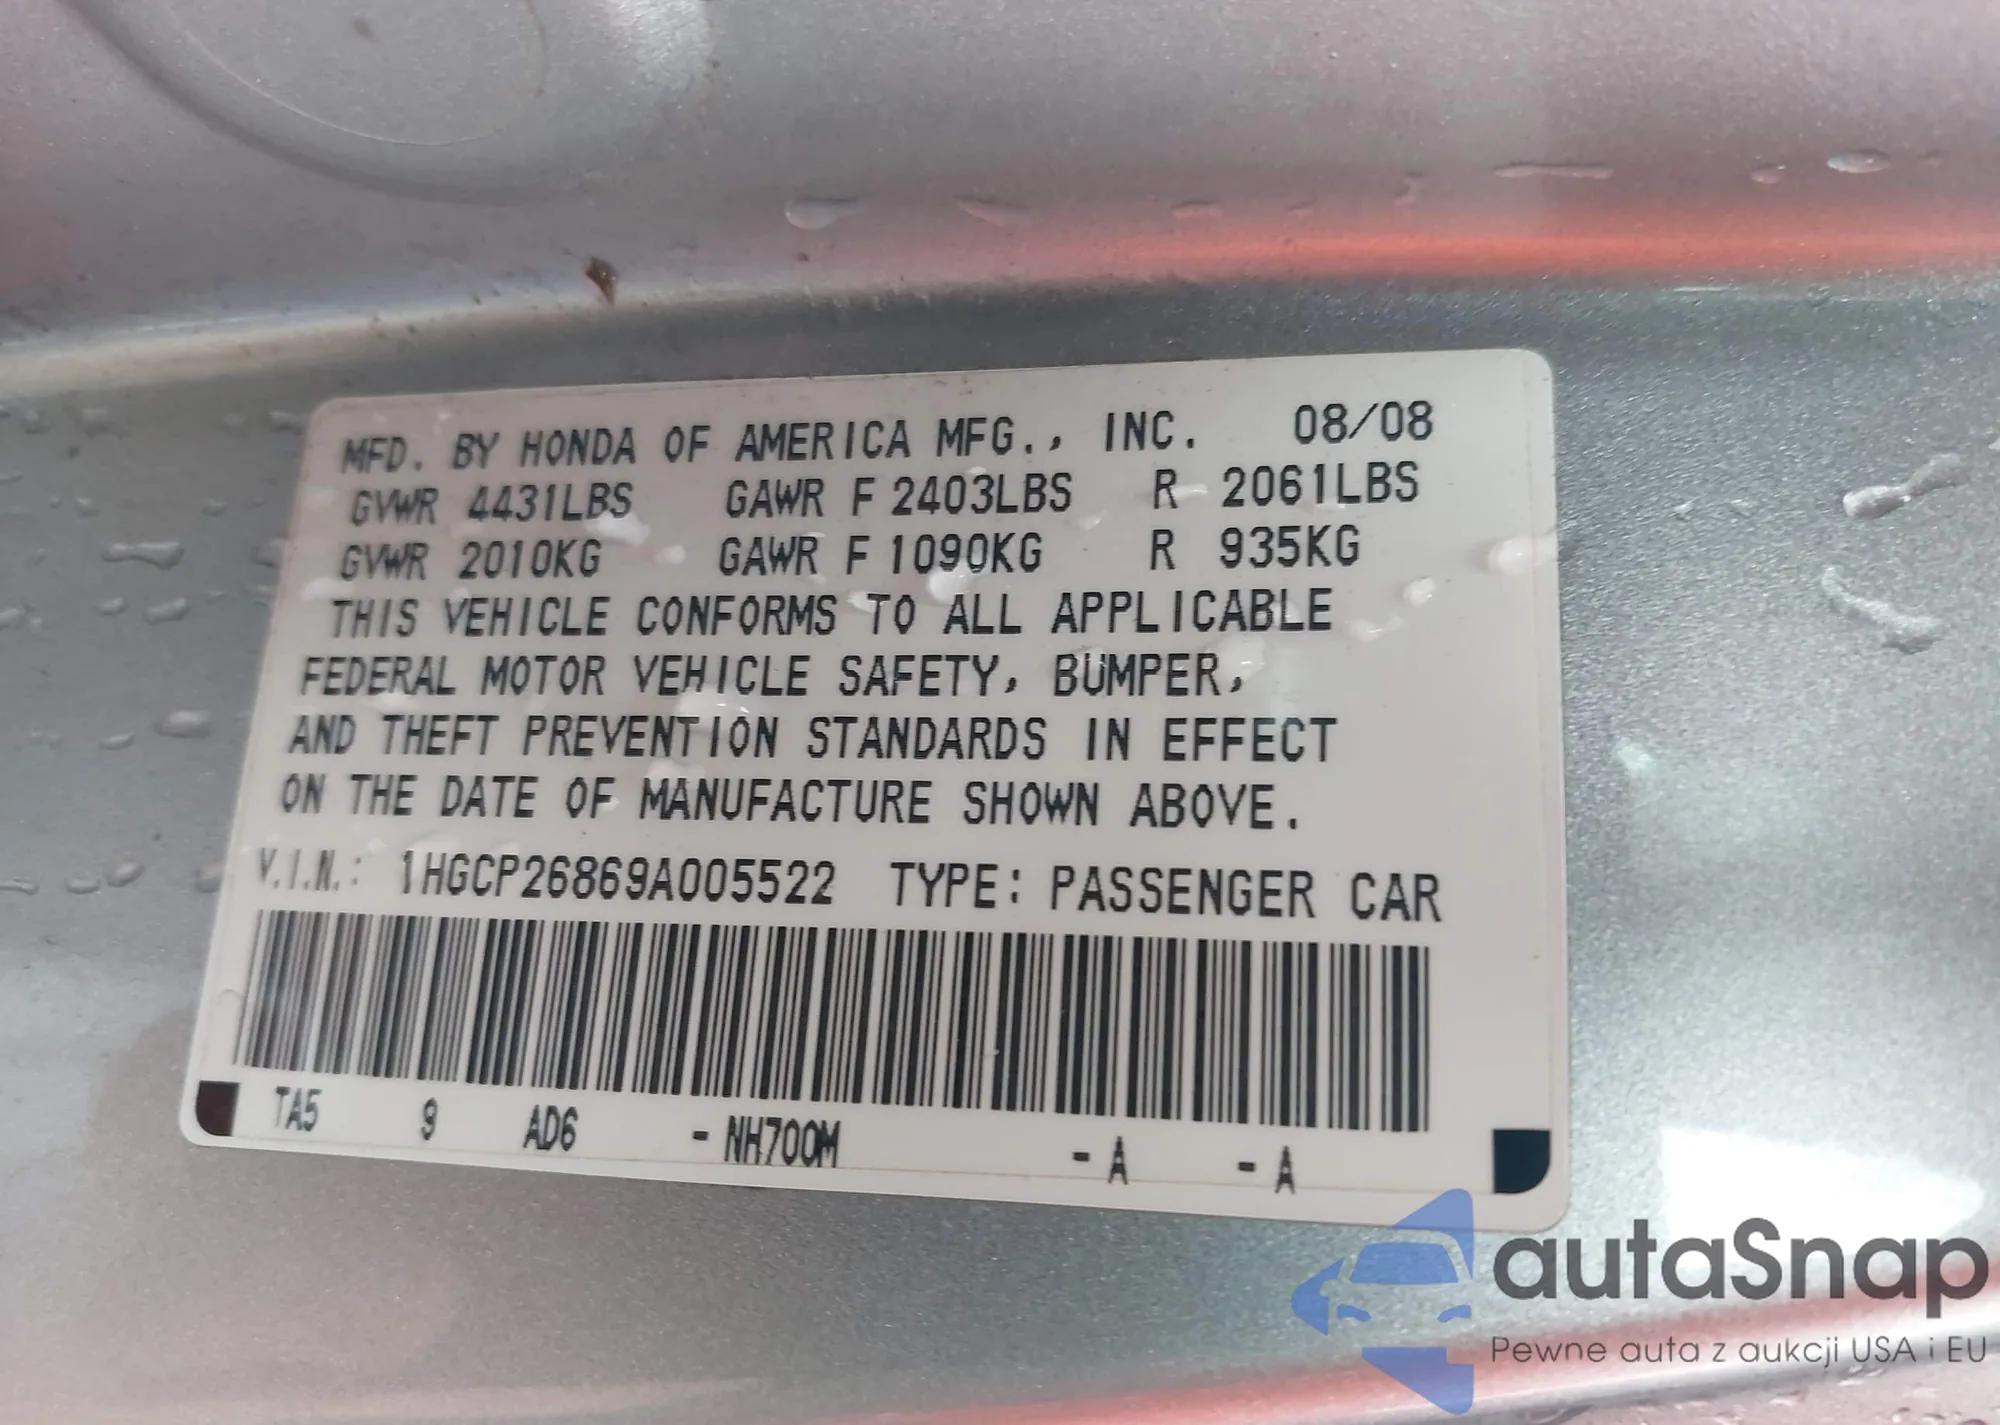 MFD. BY HONDA OF AMERICA MFG., INC. 08/08
GVWR 4431LBS GAWR F 2403LBS R 2061LBS
GVWR 2010KG GAWR F 1090KG R 935KG
THIS VEHICLE CONFORMS TO ALL APPLICABLE
FEDERAL MOTOR VEHICLE SAFETY, BUMPER,
AND THEFT PREVENTION STANDARDS IN EFFECT
ON THE DATE OF MANUFACTURE SHOWN ABOVE.
V.I.N.: 1HGCP26869A005522 TYPE: PASSENGER CAR
TA5 9 AD6 - NH700M - A - A
autaSnap
Pewne auta z aukcji USA i EU